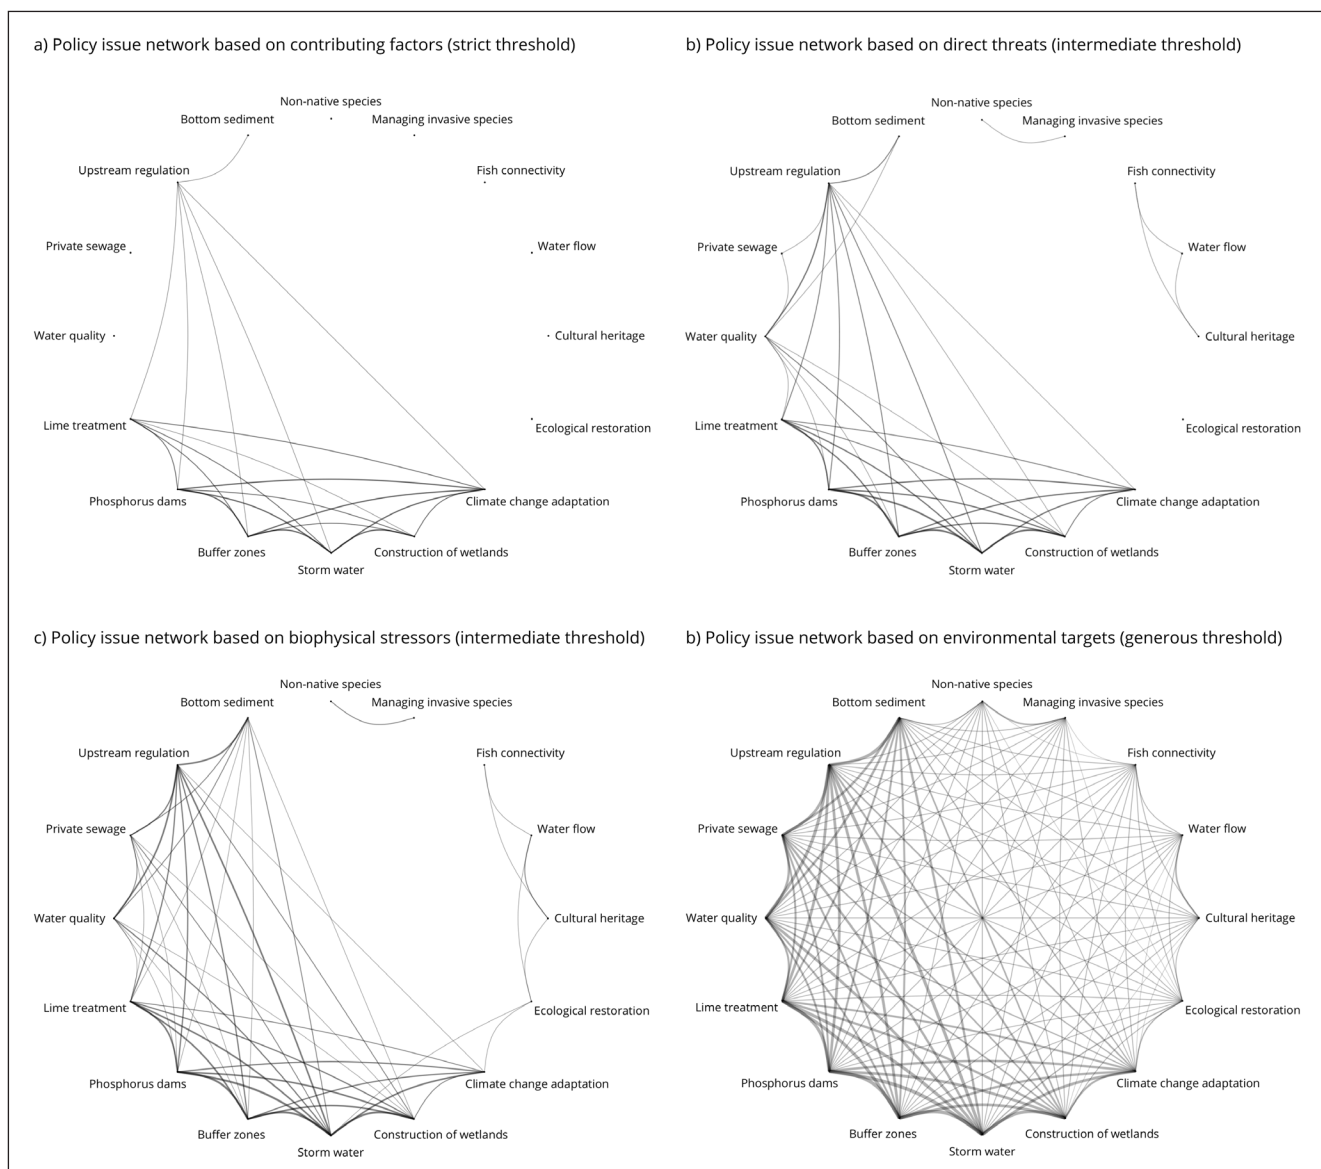 a) Policy issue network based on contributing factors (strict threshold)
Non-native species
Bottom sediment
Managing invasive species
Upstream regulation
Fish connectivity
Private sewage
Water flow
Water quality
Cultural heritage
Lime treatment
Ecological restoration
Phosphorus dams
Climate change adaptation
Buffer zones
Construction of wetlands
Storm water
b) Policy issue network based on direct threats (intermediate threshold)
Non-native species
Bottom sediment
Managing invasive species
Upstream regulation
Fish connectivity
Private sewage
Water flow
Water quality
Cultural heritage
Lime treatment
Ecological restoration
Phosphorus dams
Climate change adaptation
Buffer zones
Construction of wetlands
Storm water
c) Policy issue network based on biophysical stressors (intermediate threshold)
Non-native species
Bottom sediment
Managing invasive species
Upstream regulation
Fish connectivity
Private sewage
Water flow
Water quality
Cultural heritage
Lime treatment
Ecological restoration
Phosphorus dams
Climate change adaptation
Buffer zones
Construction of wetlands
Storm water
b) Policy issue network based on environmental targets (generous threshold)
Non-native species
Bottom sediment
Managing invasive species
Upstream regulation
Fish connectivity
Private sewage
Water flow
Water quality
Cultural heritage
Lime treatment
Ecological restoration
Phosphorus dams
Climate change adaptation
Buffer zones
Construction of wetlands
Storm water